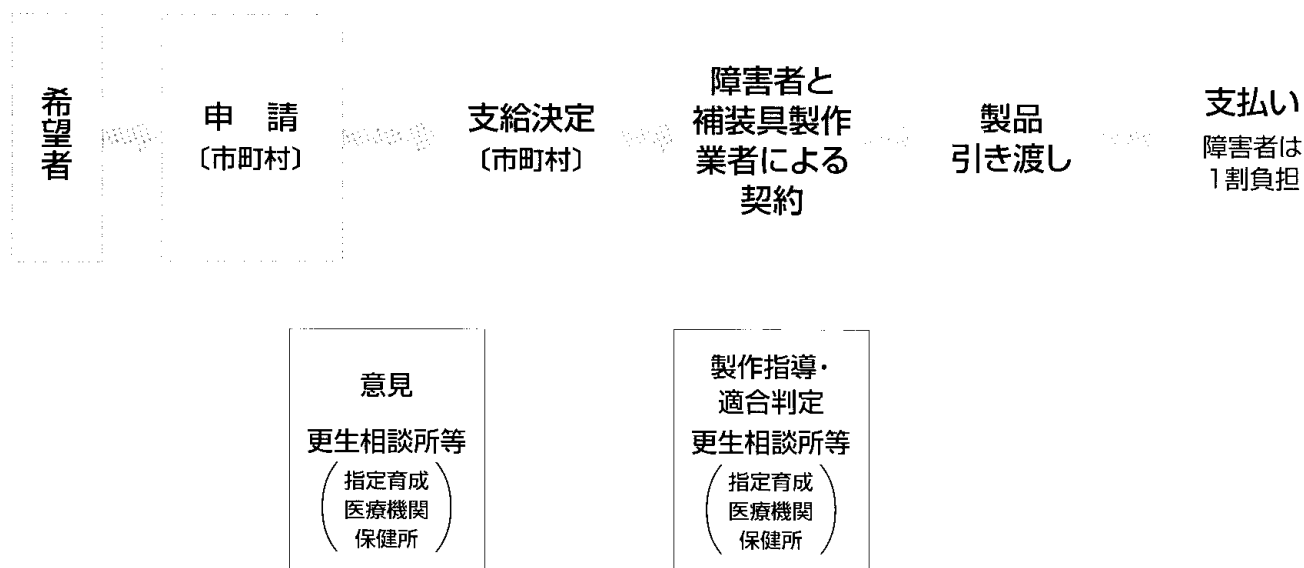 希望者
申　請
〔市町村〕
支給決定
〔市町村〕
障害者と
補装具製作
業者による
契約
製品
引き渡し
支払い
障害者は
1割負担
意見
更生相談所等
(指定育成
医療機関
保健所)
製作指導・
適合判定
更生相談所等
(指定育成
医療機関
保健所)